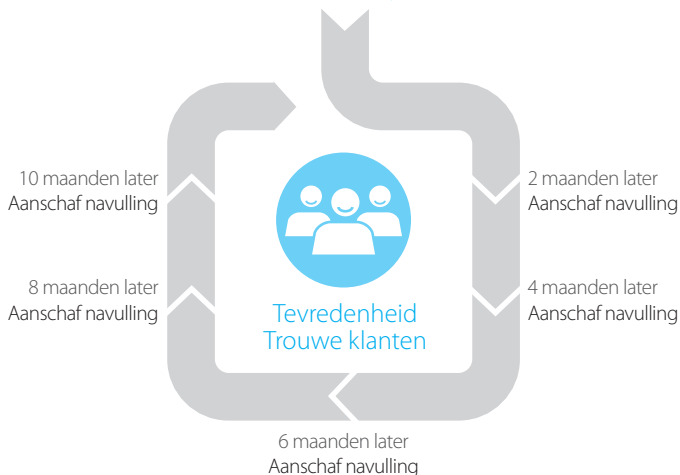 2 maanden later
Aanschaf navulling
4 maanden later
Aanschaf navulling
6 maanden later
Aanschaf navulling
8 maanden later
Aanschaf navulling
10 maanden later
Aanschaf navulling
Tevredenheid
Trouwe klanten